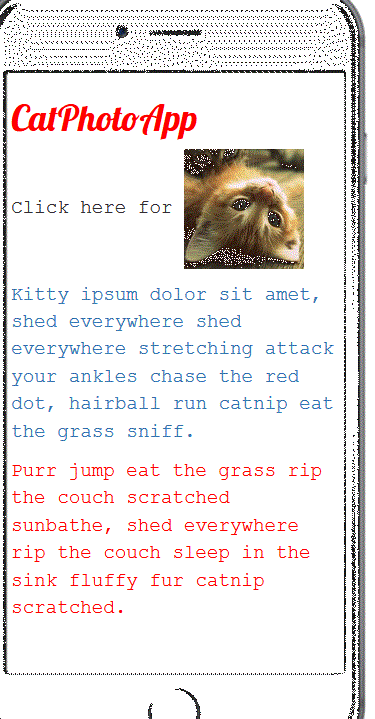 CatPhotoApp
Click here for
Kitty ipsum dolor sit amet,
shed everywhere shed
everywhere stretching attack
your ankles chase the red
dot, hairball run catnip eat
the grass sniff.
Purr jump eat the grass rip
the couch scratched
sunbathe, shed everywhere
rip the couch sleep in the
sink fluffy fur catnip
scratched.